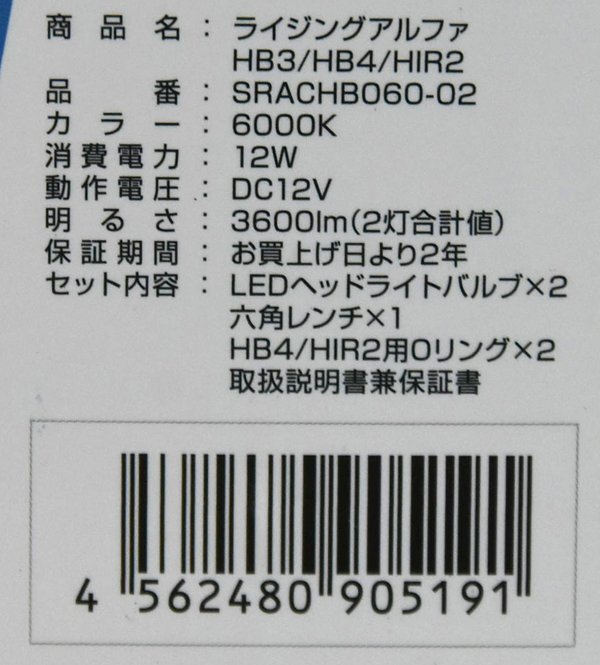 商品名：ライジングアルファ
HB3/HB4/HIR2
品番：SRACHB060-02
カラー：6000K
消費電力：12W
動作電圧：DC12V
明るさ：3600lm(2灯合計値)
保証期間：お買上げ日より2年
セット内容：LEDヘッドライトバルブ×2
六角レンチ×1
HB4/HIR2用Oリング×2
取扱説明書兼保証書
4 562480 905191